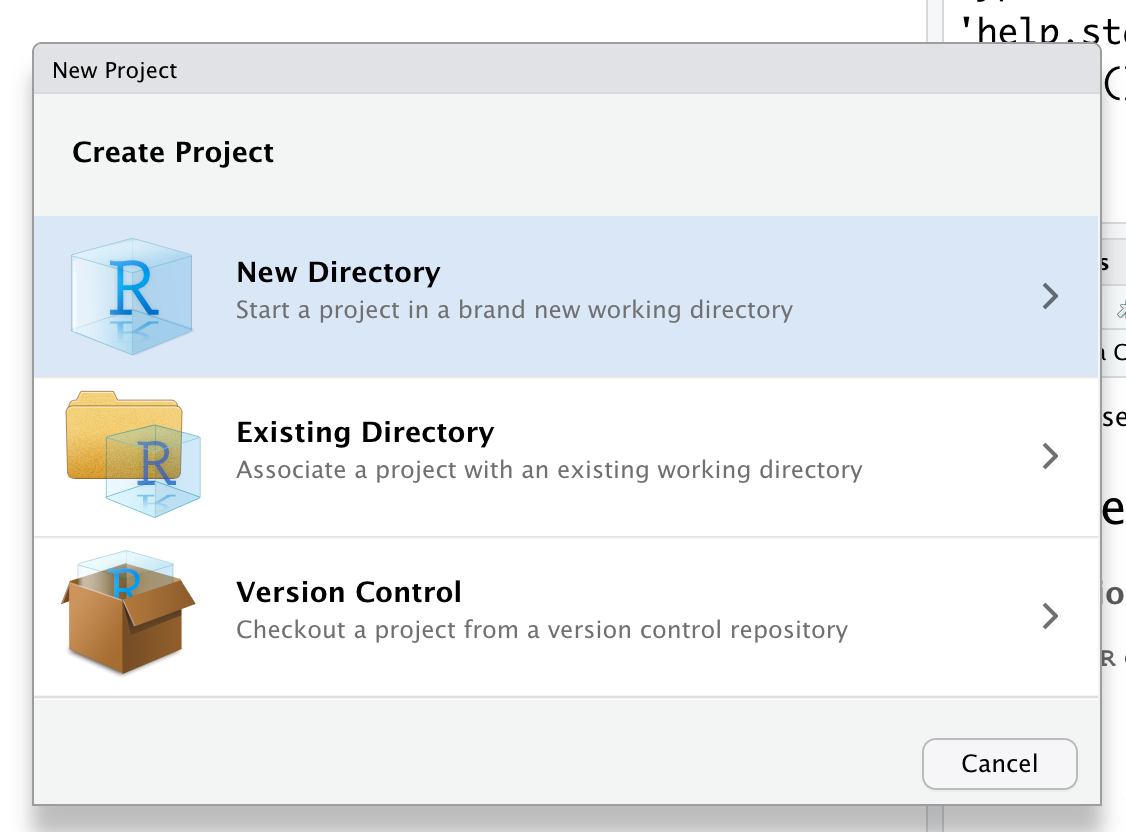 'help.st
New Project
()
Create Project
R
New Directory
Start a project in a brand new working directory
R
Existing Directory
Associate a project with an existing working directory
R
Version Control
Checkout a project from a version control repository
R
Cancel